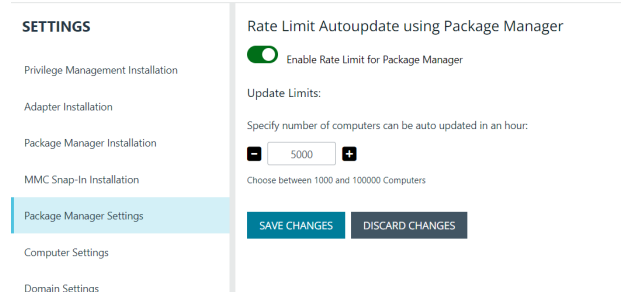 SETTINGS
Privilege Management Installation
Adapter Installation
Package Manager Installation
MMC Snap-In Installation
Package Manager Settings
Computer Settings
Domain Settings
Rate Limit Autoupdate using Package Manager
Enable Rate Limit for Package Manager
Update Limits:
Specify number of computers can be auto updated in an hour:
5000
Choose between 1000 and 100000 Computers
SAVE CHANGES
DISCARD CHANGES